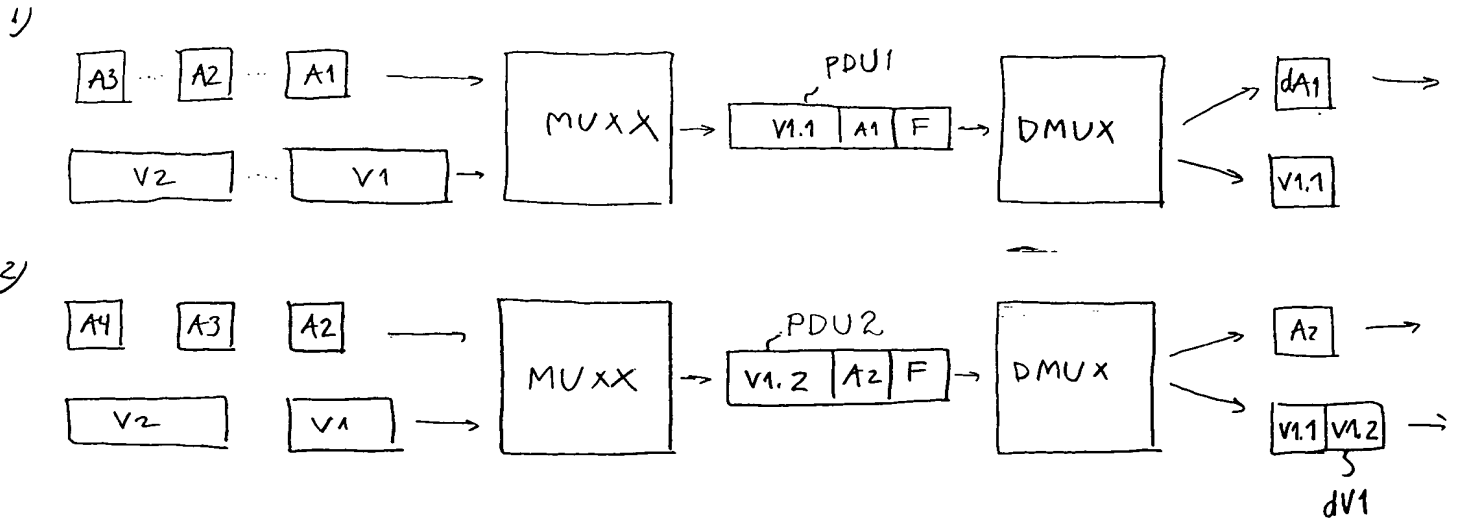 1)
PDU1
A3 .... A2 ... A1
MUXX
V1.1 A1 F
DMUX
dA1
V2 .... V1
V1.1
2)
A4 A3 A2
PDU2
Az
MUXX
V1.2 A2 F
DMUX
V2 V1
V1.1 V1.2
dV1